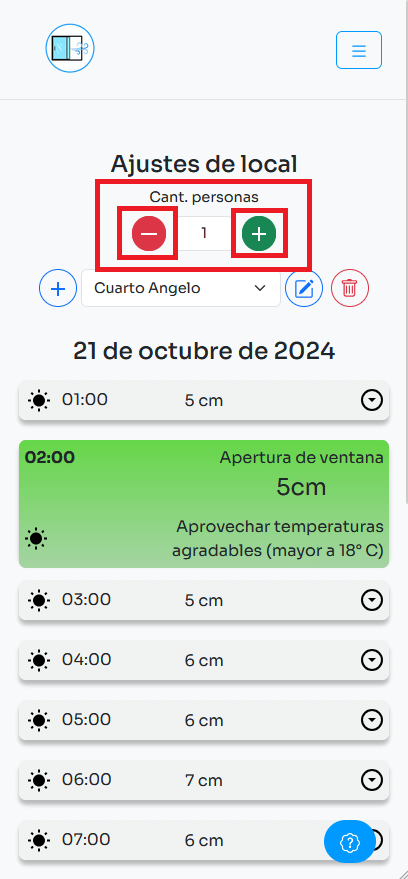 Ajustes de local
Cant. personas
1
Cuarto Angelo
21 de octubre de 2024
01:00 5 cm
02:00 Apertura de ventana
5cm
Aprovechar temperaturas
agradables (mayor a 18° C)
03:00 5 cm
04:00 6 cm
05:00 6 cm
06:00 7 cm
07:00 6 cm